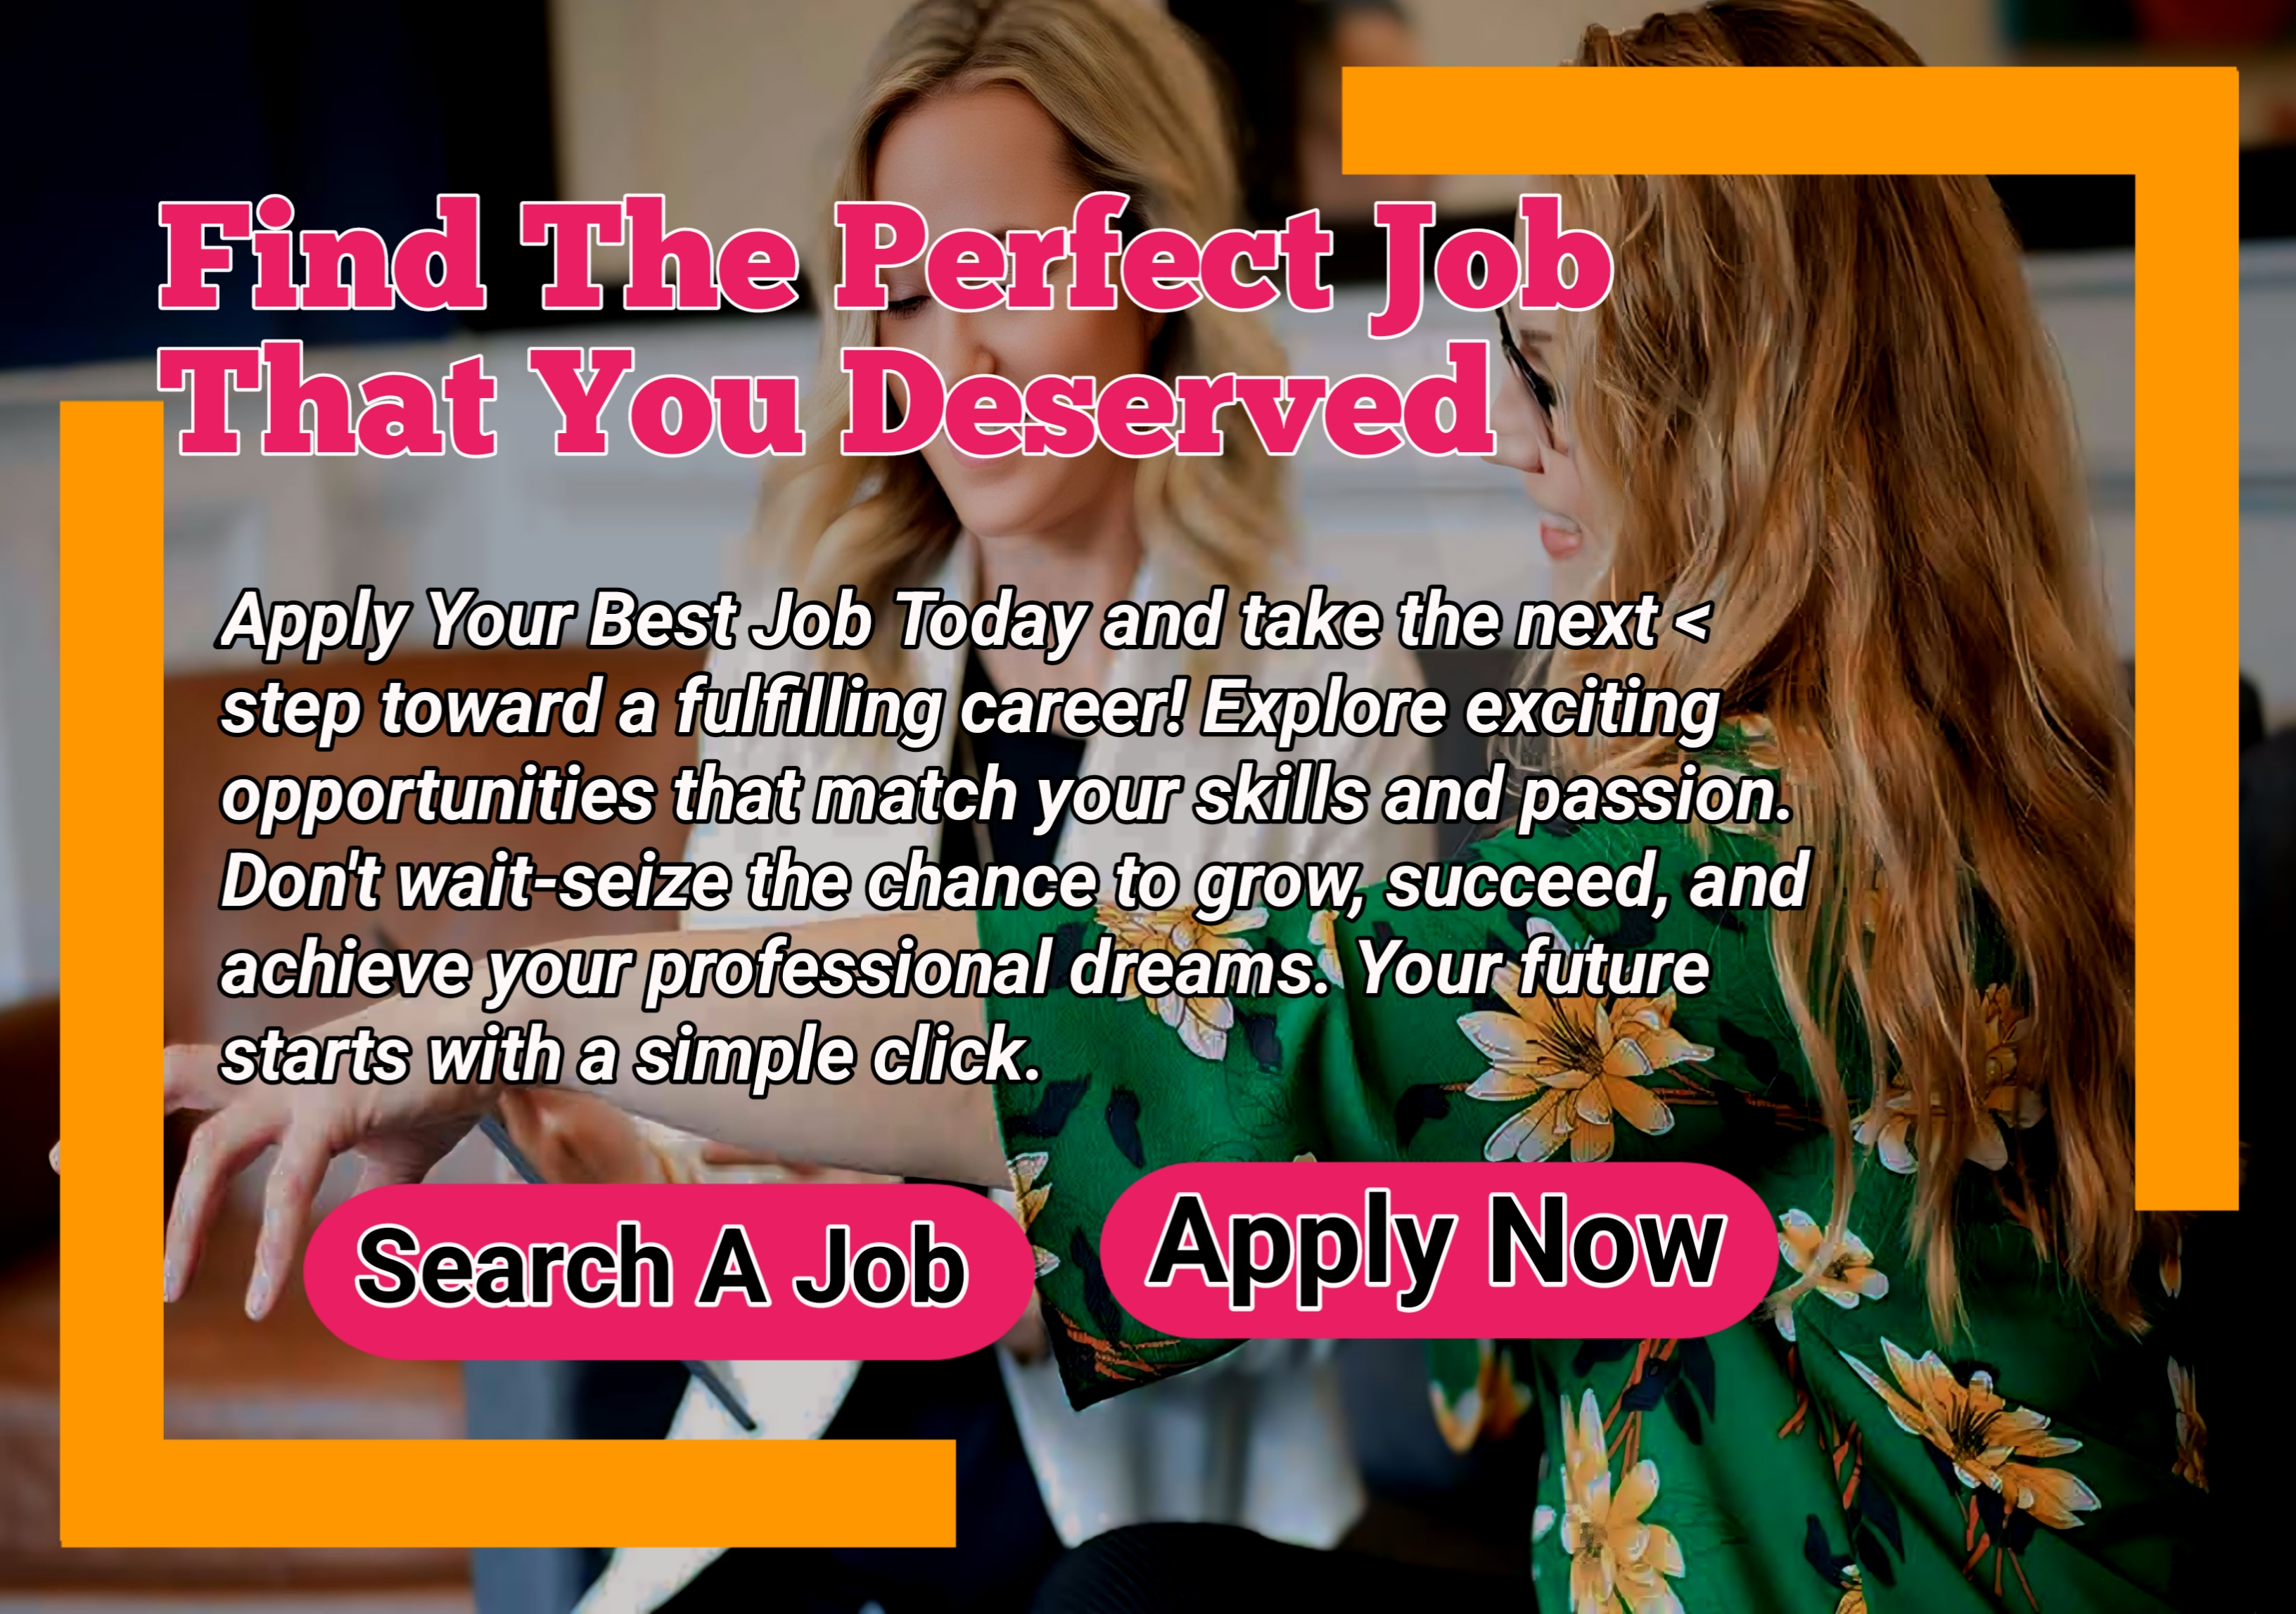 Find The Perfect Job
That You Deserved
Apply Your Best Job Today and take the next <
step toward a fulfilling career! Explore exciting
opportunities that match your skills and passion.
Don't wait-seize the chance to grow, succeed, and
achieve your professional dreams. Your future
starts with a simple click.
Search A Job
Apply Now